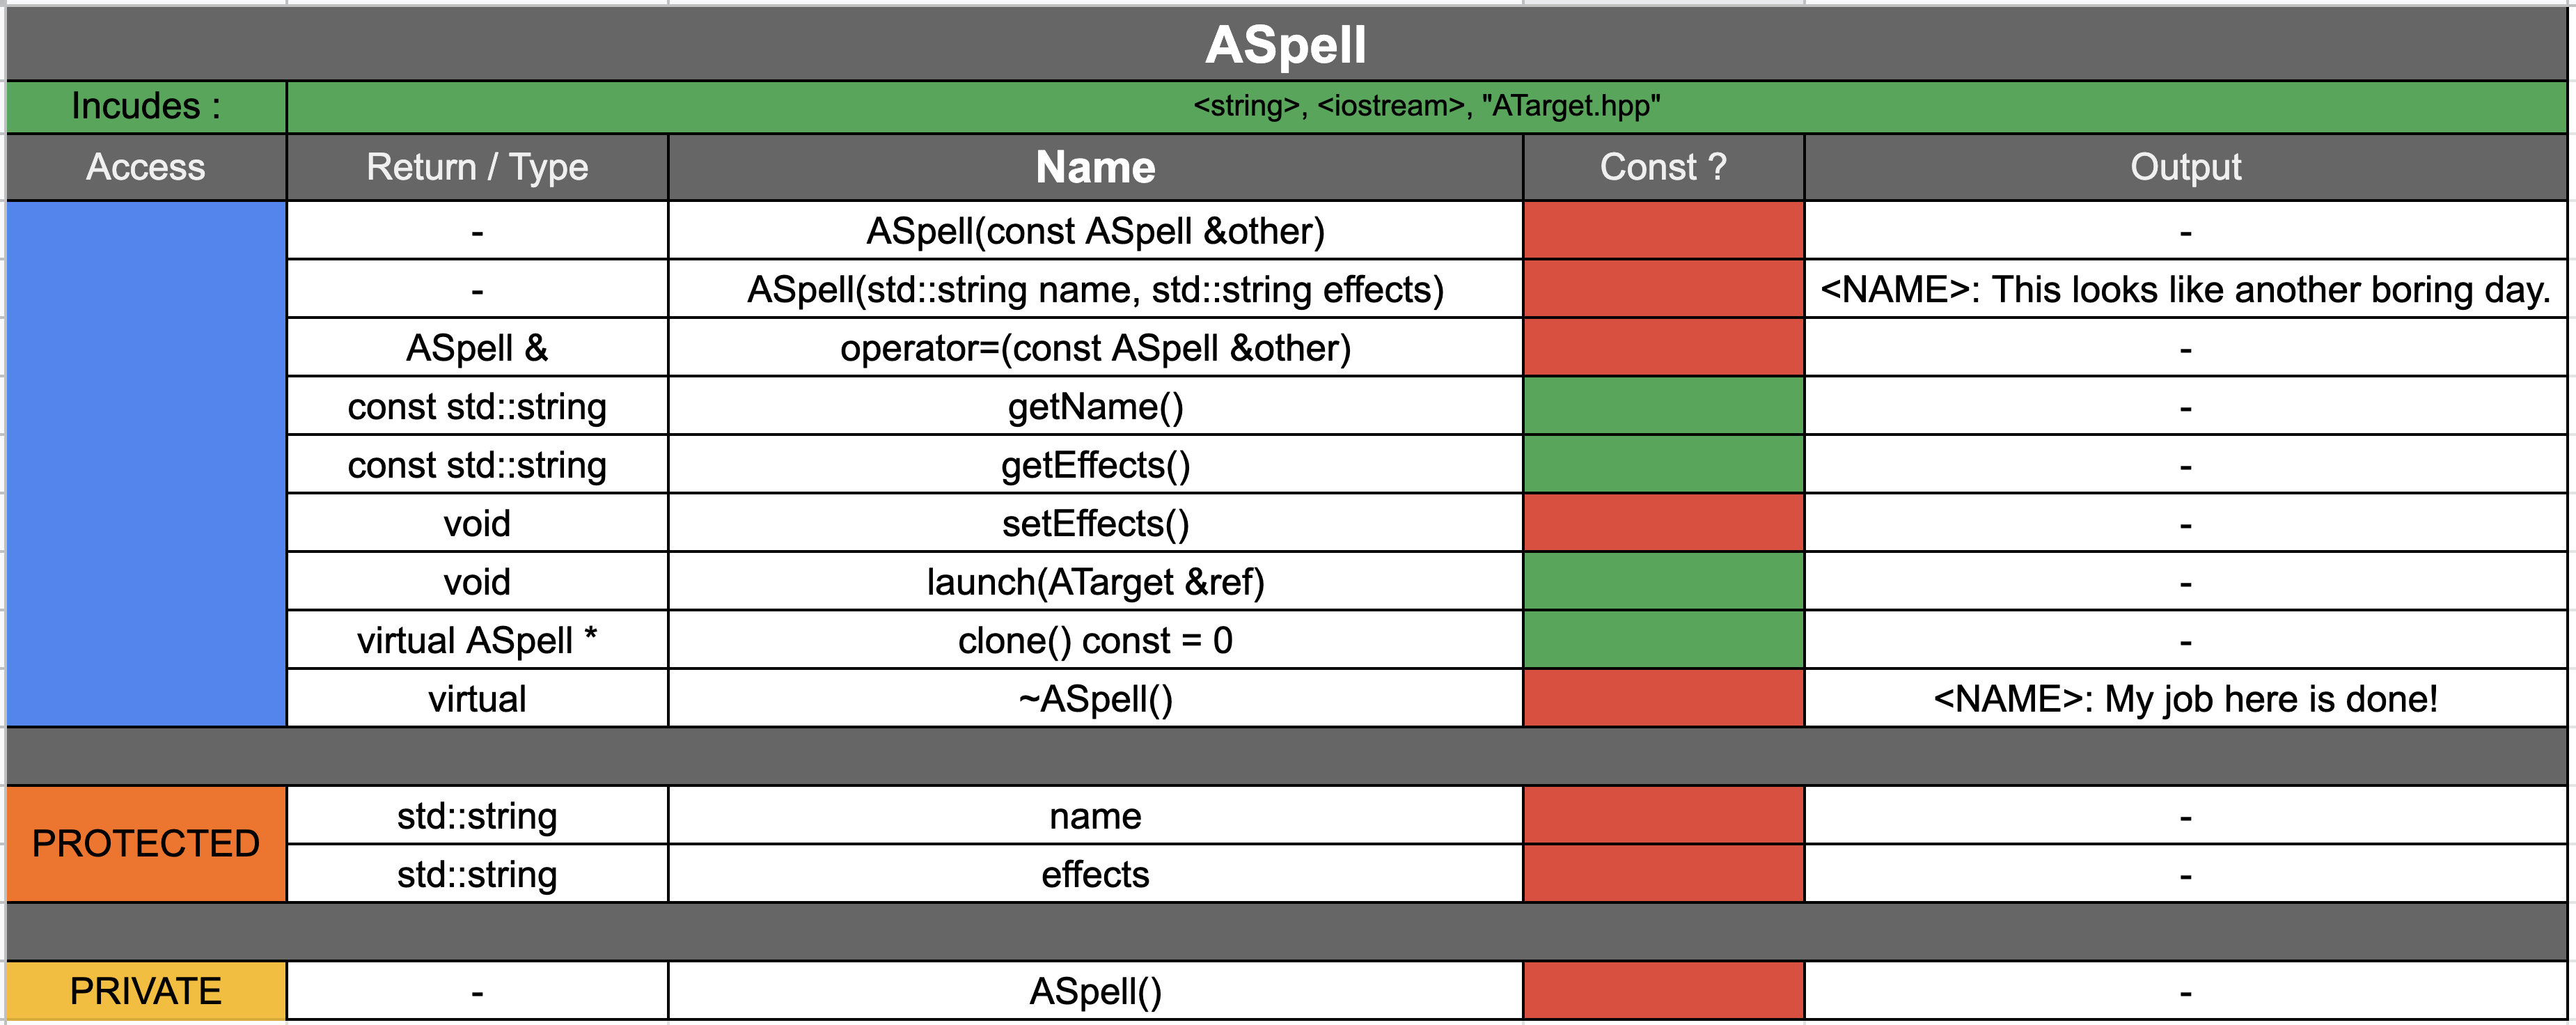 ASpell
Incudes : <string>, <iostream>, "ATarget.hpp"
Access Return / Type Name Const ? Output
- ASpell(const ASpell &other) -
- ASpell(std::string name, std::string effects) <NAME>: This looks like another boring day.
ASpell & operator=(const ASpell &other) -
const std::string getName() -
const std::string getEffects() -
void setEffects() -
void launch(ATarget &ref) -
virtual ASpell * clone() const = 0 -
virtual ~ASpell() <NAME>: My job here is done!
PROTECTED
std::string name -
std::string effects -
PRIVATE - ASpell() -